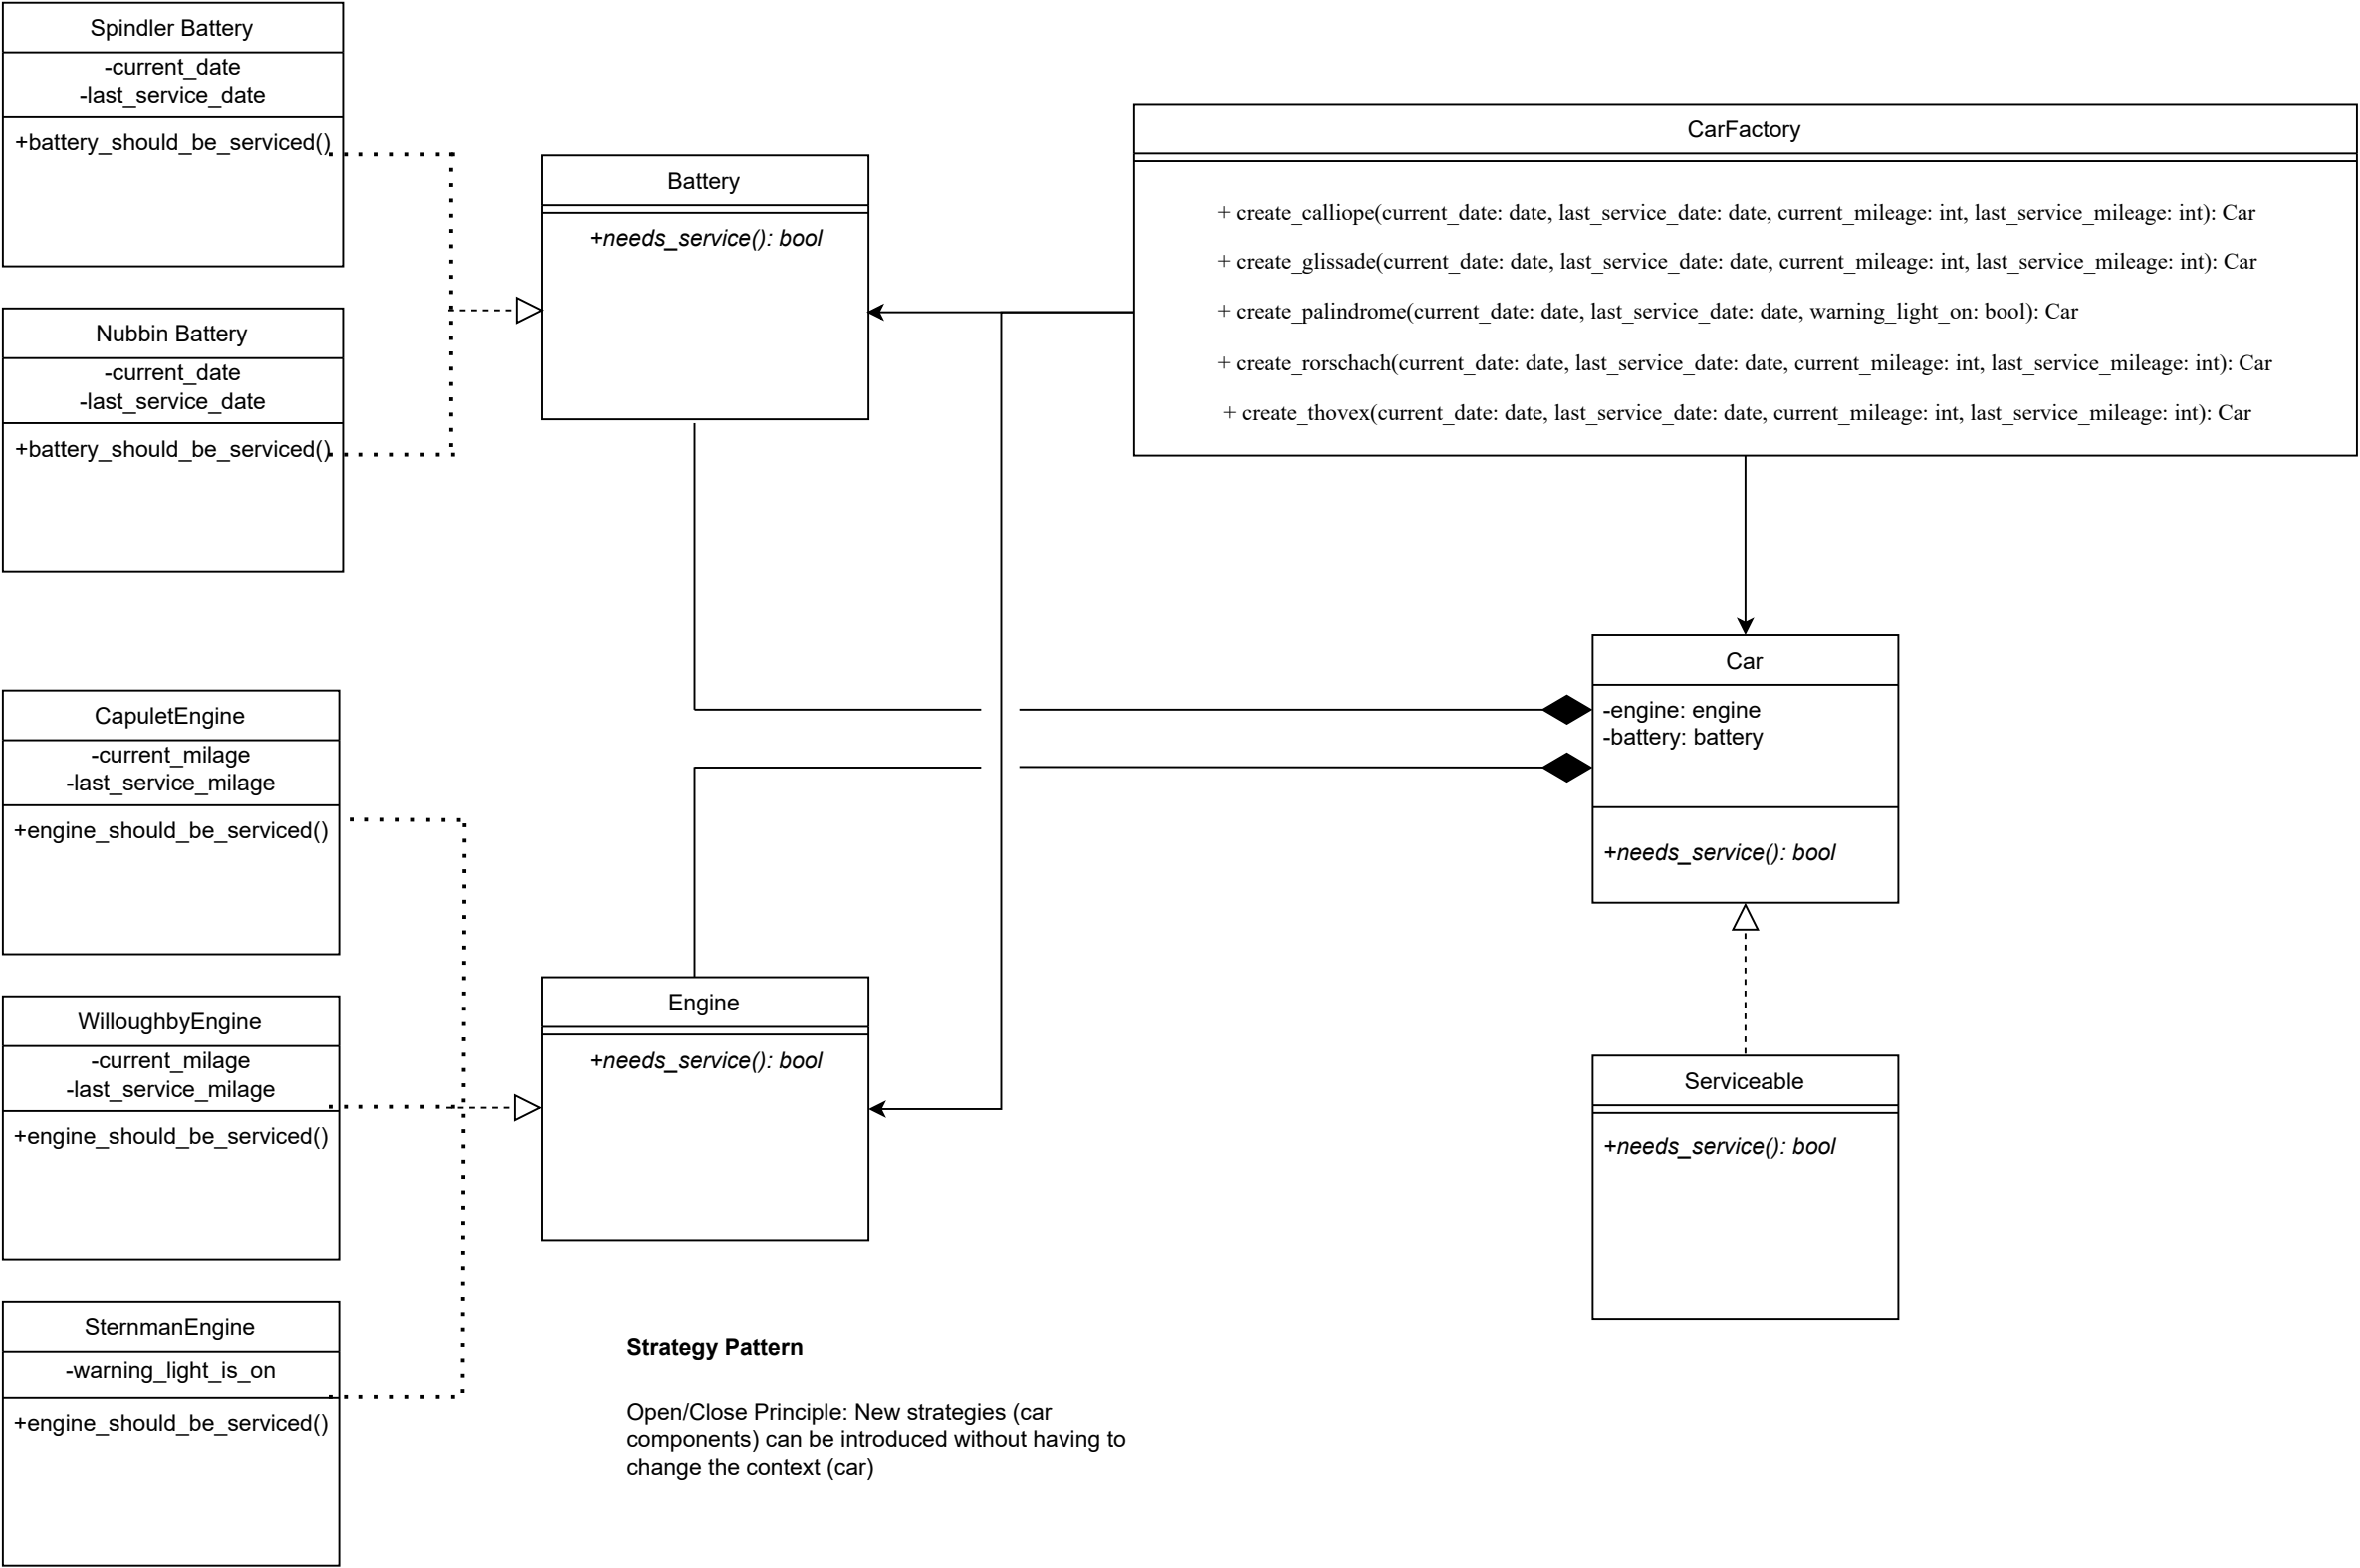 Spindler Battery
-current_date
-last_service_date
+battery_should_be_serviced()
Nubbin Battery
-current_date
-last_service_date
+battery_should_be_serviced()
CapuletEngine
-current_milage
-last_service_milage
+engine_should_be_serviced()
WilloughbyEngine
-current_milage
-last_service_milage
+engine_should_be_serviced()
SternmanEngine
-warning_light_is_on
+engine_should_be_serviced()
Battery
+needs_service(): bool
Engine
+needs_service(): bool
Strategy Pattern
Open/Close Principle: New strategies (car
components) can be introduced without having to
change the context (car)
CarFactory
+ create_calliope(current_date: date, last_service_date: date, current_mileage: int, last_service_mileage: int): Car
+ create_glissade(current_date: date, last_service_date: date, current_mileage: int, last_service_mileage: int): Car
+ create_palindrome(current_date: date, last_service_date: date, warning_light_on: bool): Car
+ create_rorschach(current_date: date, last_service_date: date, current_mileage: int, last_service_mileage: int): Car
+ create_thovex(current_date: date, last_service_date: date, current_mileage: int, last_service_mileage: int): Car
Car
-engine: engine
-battery: battery
+needs_service(): bool
Serviceable
+needs_service(): bool